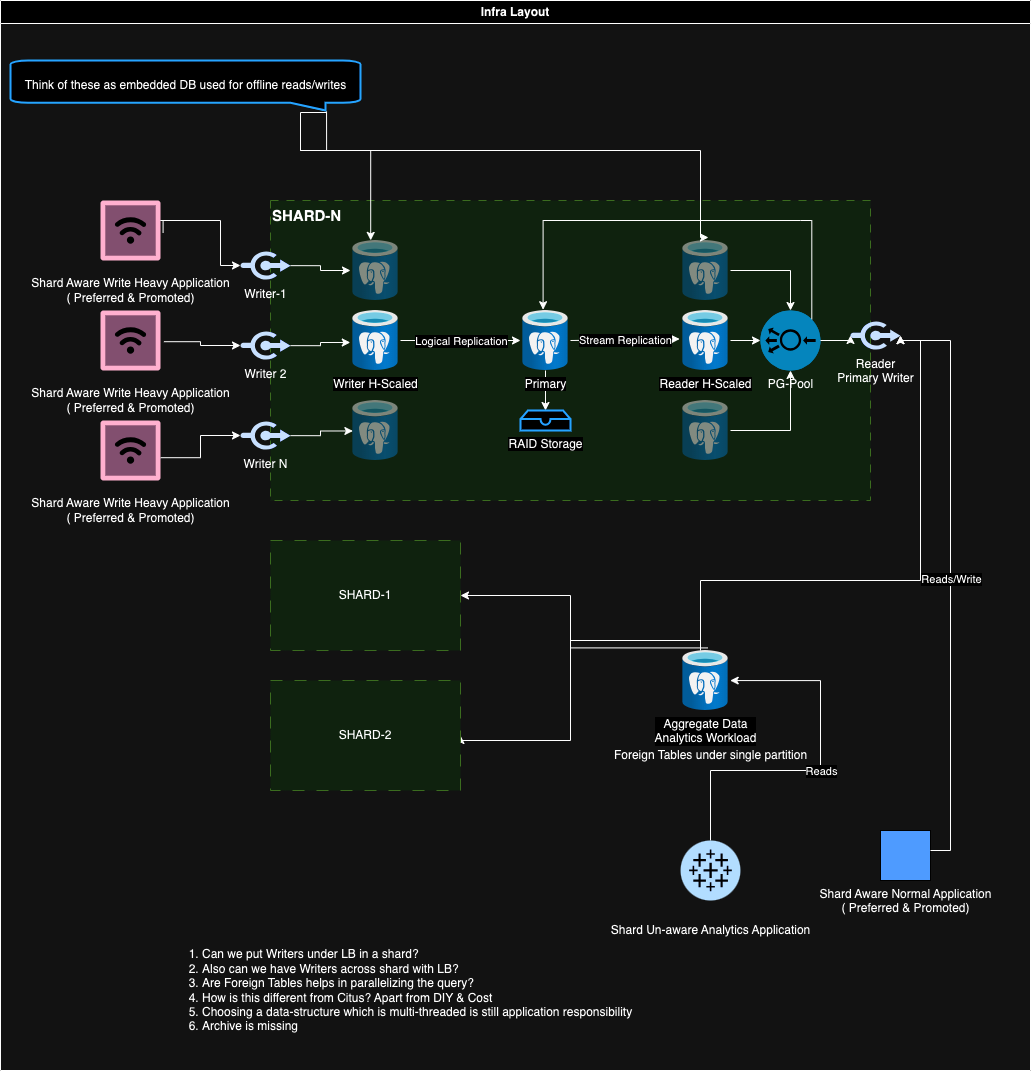 Infra Layout
Think of these as embedded DB used for offline reads/writes
SHARD-N
Shard Aware Write Heavy Application
( Preferred & Promoted)
Writer-1
Shard Aware Write Heavy Application
( Preferred & Promoted)
Writer 2
Writer H-Scaled
Logical Replication
Primary
Stream Replication
Reader H-Scaled
PG-Pool
Reader
Primary Writer
RAID Storage
Shard Aware Write Heavy Application
( Preferred & Promoted)
Writer N
SHARD-1
Reads/Write
SHARD-2
Aggregate Data
Analytics Workload
Foreign Tables under single partition
Reads
Shard Aware Normal Application
( Preferred & Promoted)
Shard Un-aware Analytics Application
1. Can we put Writers under LB in a shard?
2. Also can we have Writers across shard with LB?
3. Are Foreign Tables helps in parallelizing the query?
4. How is this different from Citus? Apart from DIY & Cost
5. Choosing a data-structure which is multi-threaded is still application responsibility
6. Archive is missing